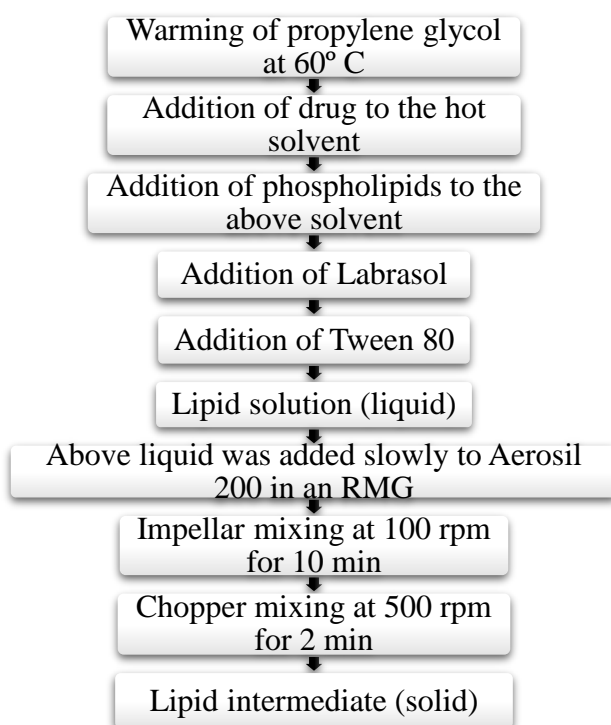 Warming of propylene glycol
at 60º C
Addition of drug to the hot
solvent
Addition of phospholipids to the
above solvent
Addition of Labrasol
Addition of Tween 80
Lipid solution (liquid)
Above liquid was added slowly to Aerosil
200 in an RMG
Impellar mixing at 100 rpm
for 10 min
Chopper mixing at 500 rpm
for 2 min
Lipid intermediate (solid)